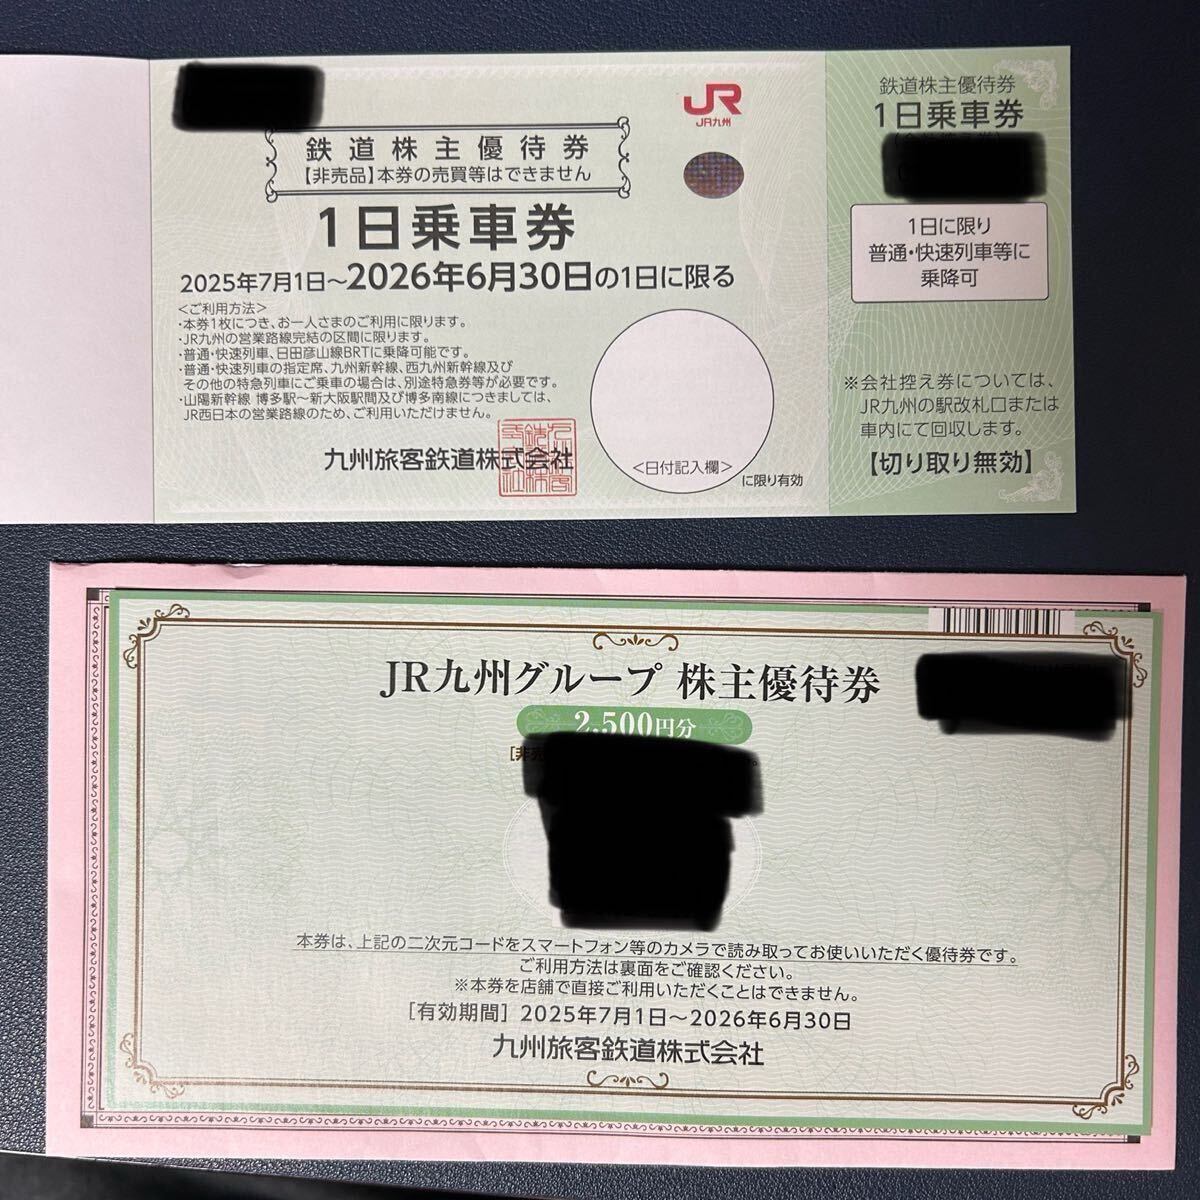 鉄道株主優待券
【非売品】本券の売買等はできません
1日乗車券
2025年7月1日～2026年6月30日の1日に限る
＜ご利用方法＞
・本券1枚につき、お一人さまのご利用に限ります。
・JR九州の営業路線完結の区間に限ります。
・普通・快速列車、日田彦山線BRTに乗降可能です。
・普通・快速列車の指定席、九州新幹線、西九州新幹線及び
その他の特急列車にご乗車の場合は、別途特急券等が必要です。
・山陽新幹線 博多駅～新大阪駅間及び博多南線につきましては、
JR西日本の営業路線のため、ご利用いただけません。
九州旅客鉄道株式会社
JR
JR九州
＜日付記入欄＞
に限り有効
鉄道株主優待券
1日乗車券
1日に限り
普通・快速列車等に
乗降可
※会社控え券については、
JR九州の駅改札口または
車内にて回収します。
【切り取り無効】
JR九州グループ 株主優待券
2,500円分
[非売
本券は、上記の二次元コードをスマートフォン等のカメラで読み取ってお使いいただく優待券です。
ご利用方法は裏面をご確認ください。
※本券を店舗で直接ご利用いただくことはできません。
［有効期間］ 2025年7月1日～2026年6月30日
九州旅客鉄道株式会社